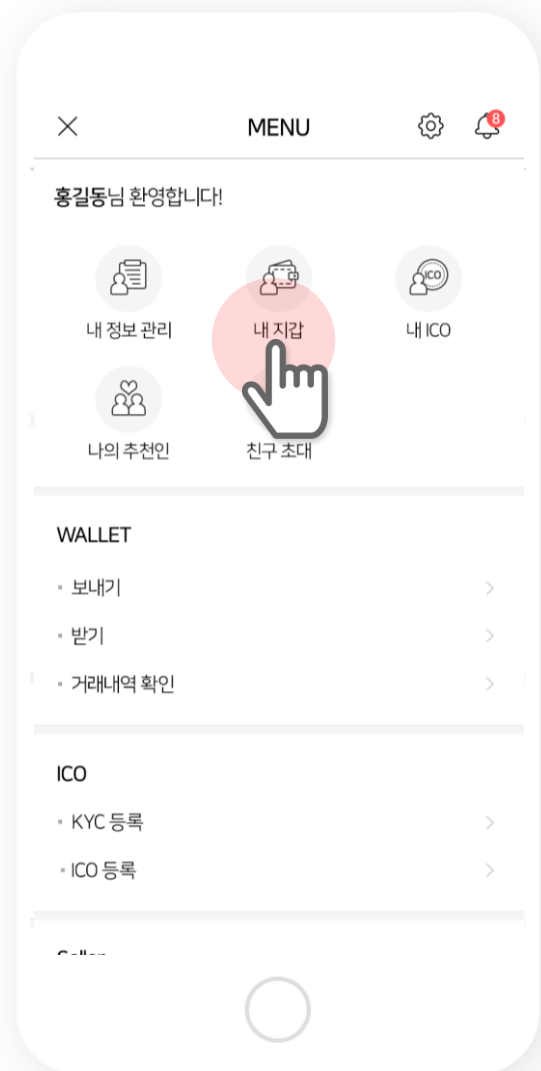 MENU
8
홍길동님 환영합니다!
ICO
내 정보 관리
내 지갑
내 ICO
나의 추천인
친구 초대
WALLET
보내기
받기
거래내역 확인
ICO
KYC 등록
ICO 등록